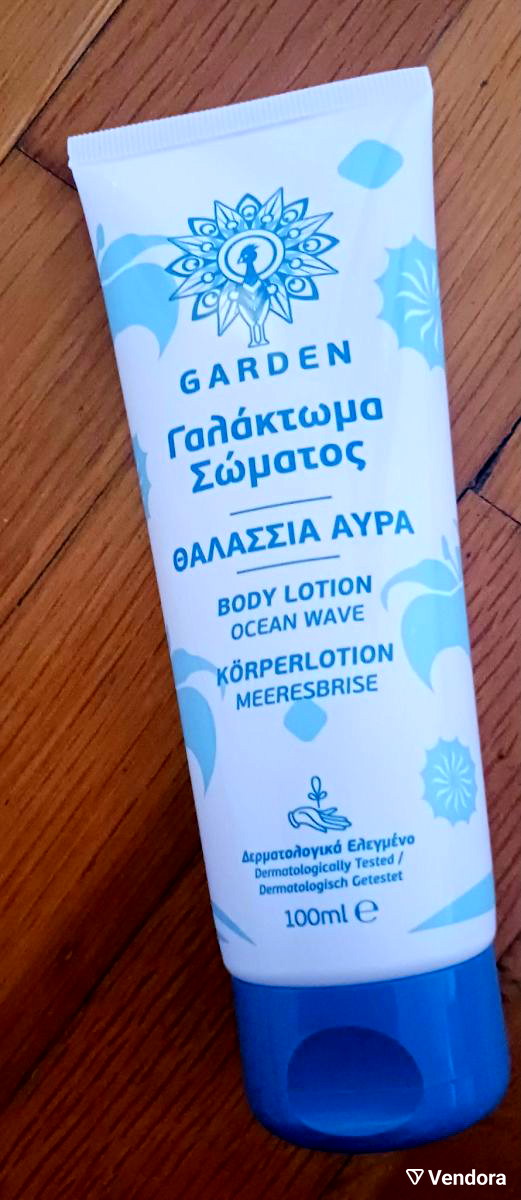 GARDEN
Γαλάκτωμα
Σώματος
ΘΑΛΑΣΣΙΑ ΑΥΡΑ
BODY LOTION
OCEAN WAVE
KÖRPERLOTION
MEERESBRISE
Δερματολογικά Ελεγμένο
Dermatologically Tested /
Dermatologisch Getestet
100ml ℮
Vendora